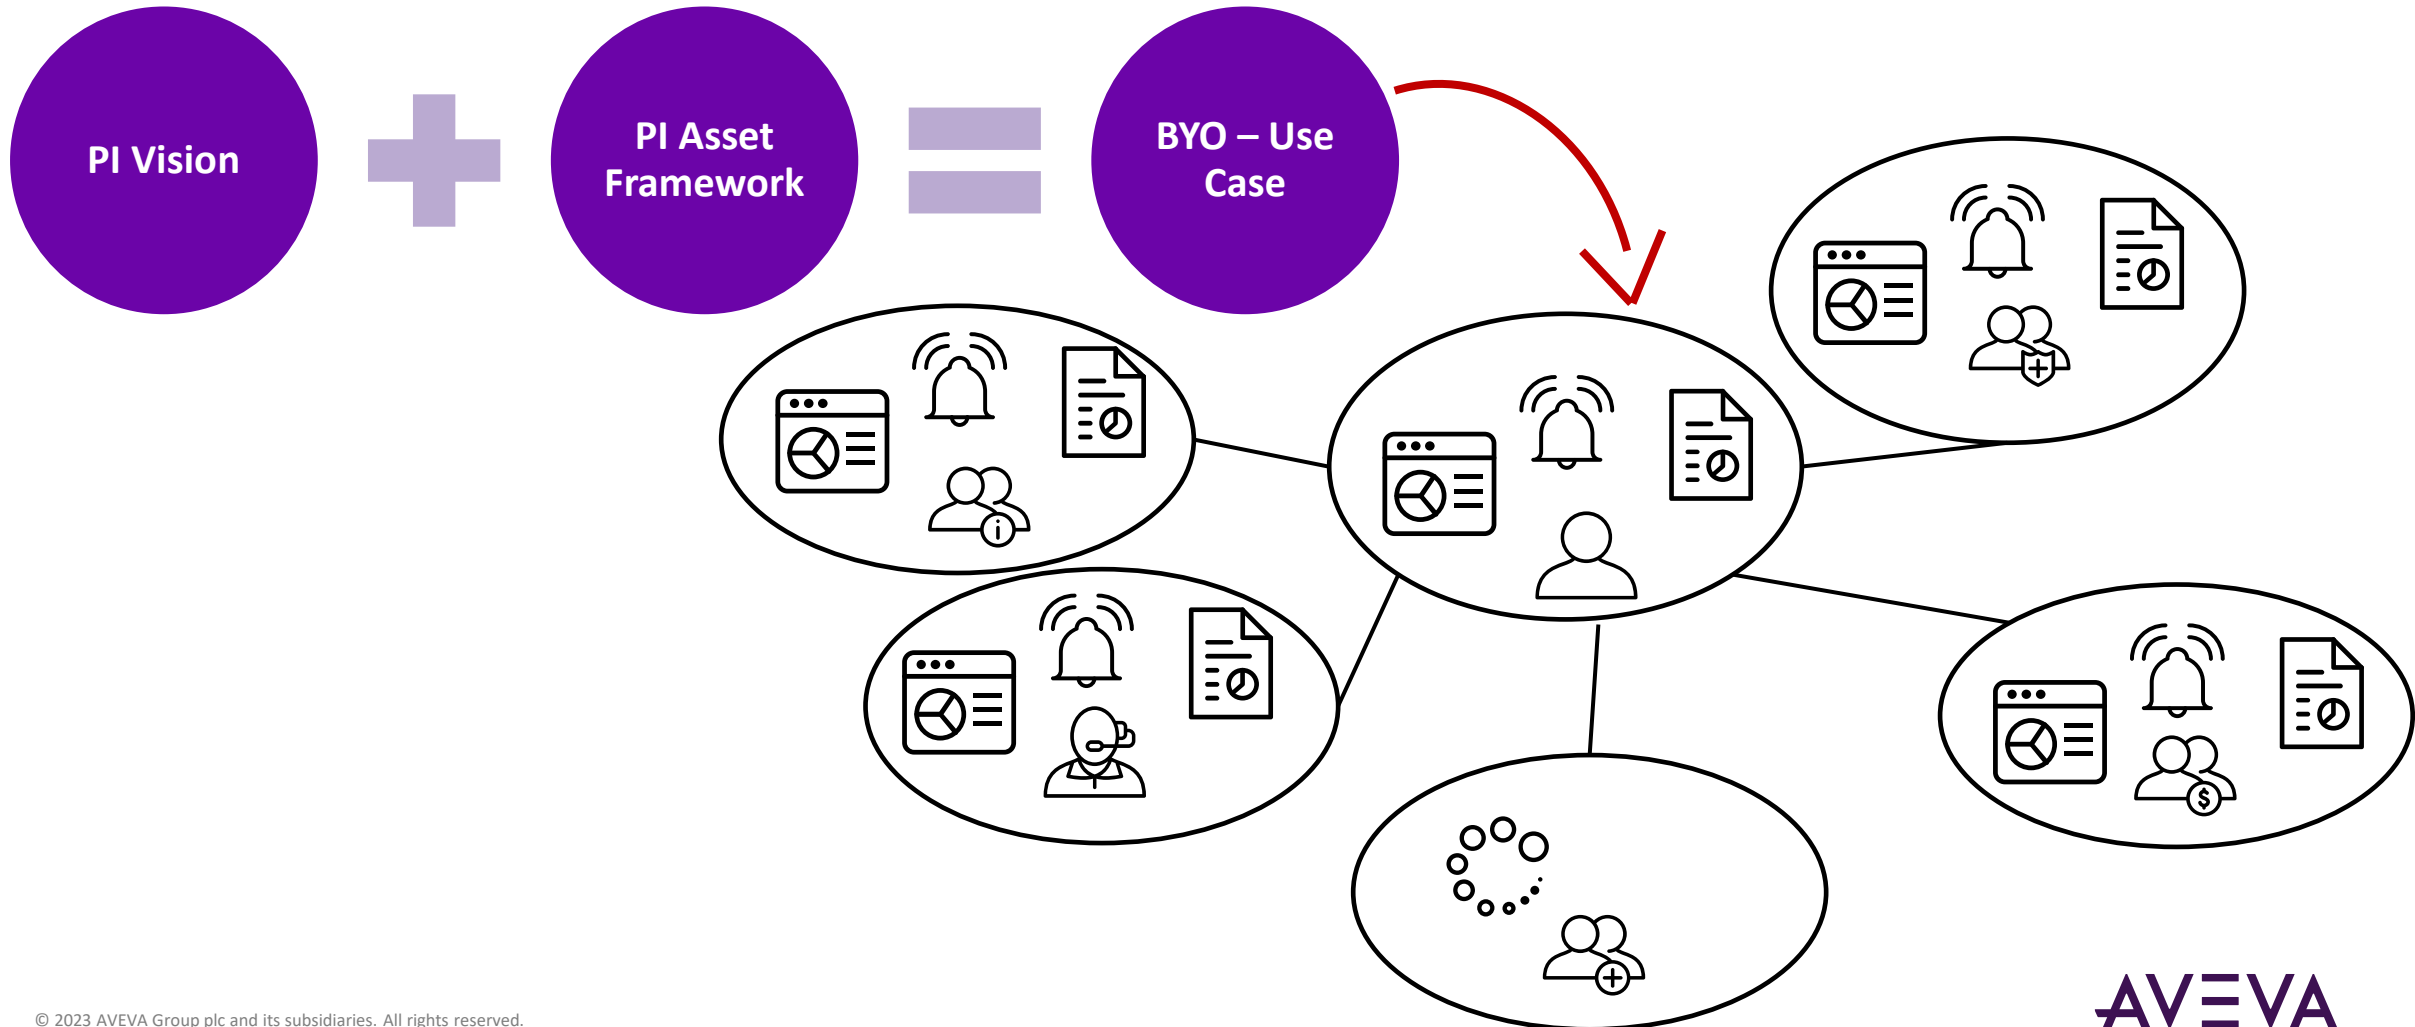 PI Vision
PI Asset
Framework
BYO – Use
Case
i
$
© 2023 AVEVA Group plc and its subsidiaries. All rights reserved.
AVEVA